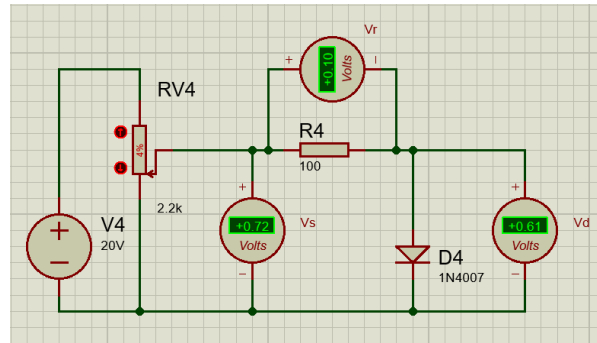 Vr
+0.10
Volts
RV4
4%
2.2k
R4
100
V4
20V
+0.72
Volts
Vs
D4
1N4007
+0.61
Volts
Vd